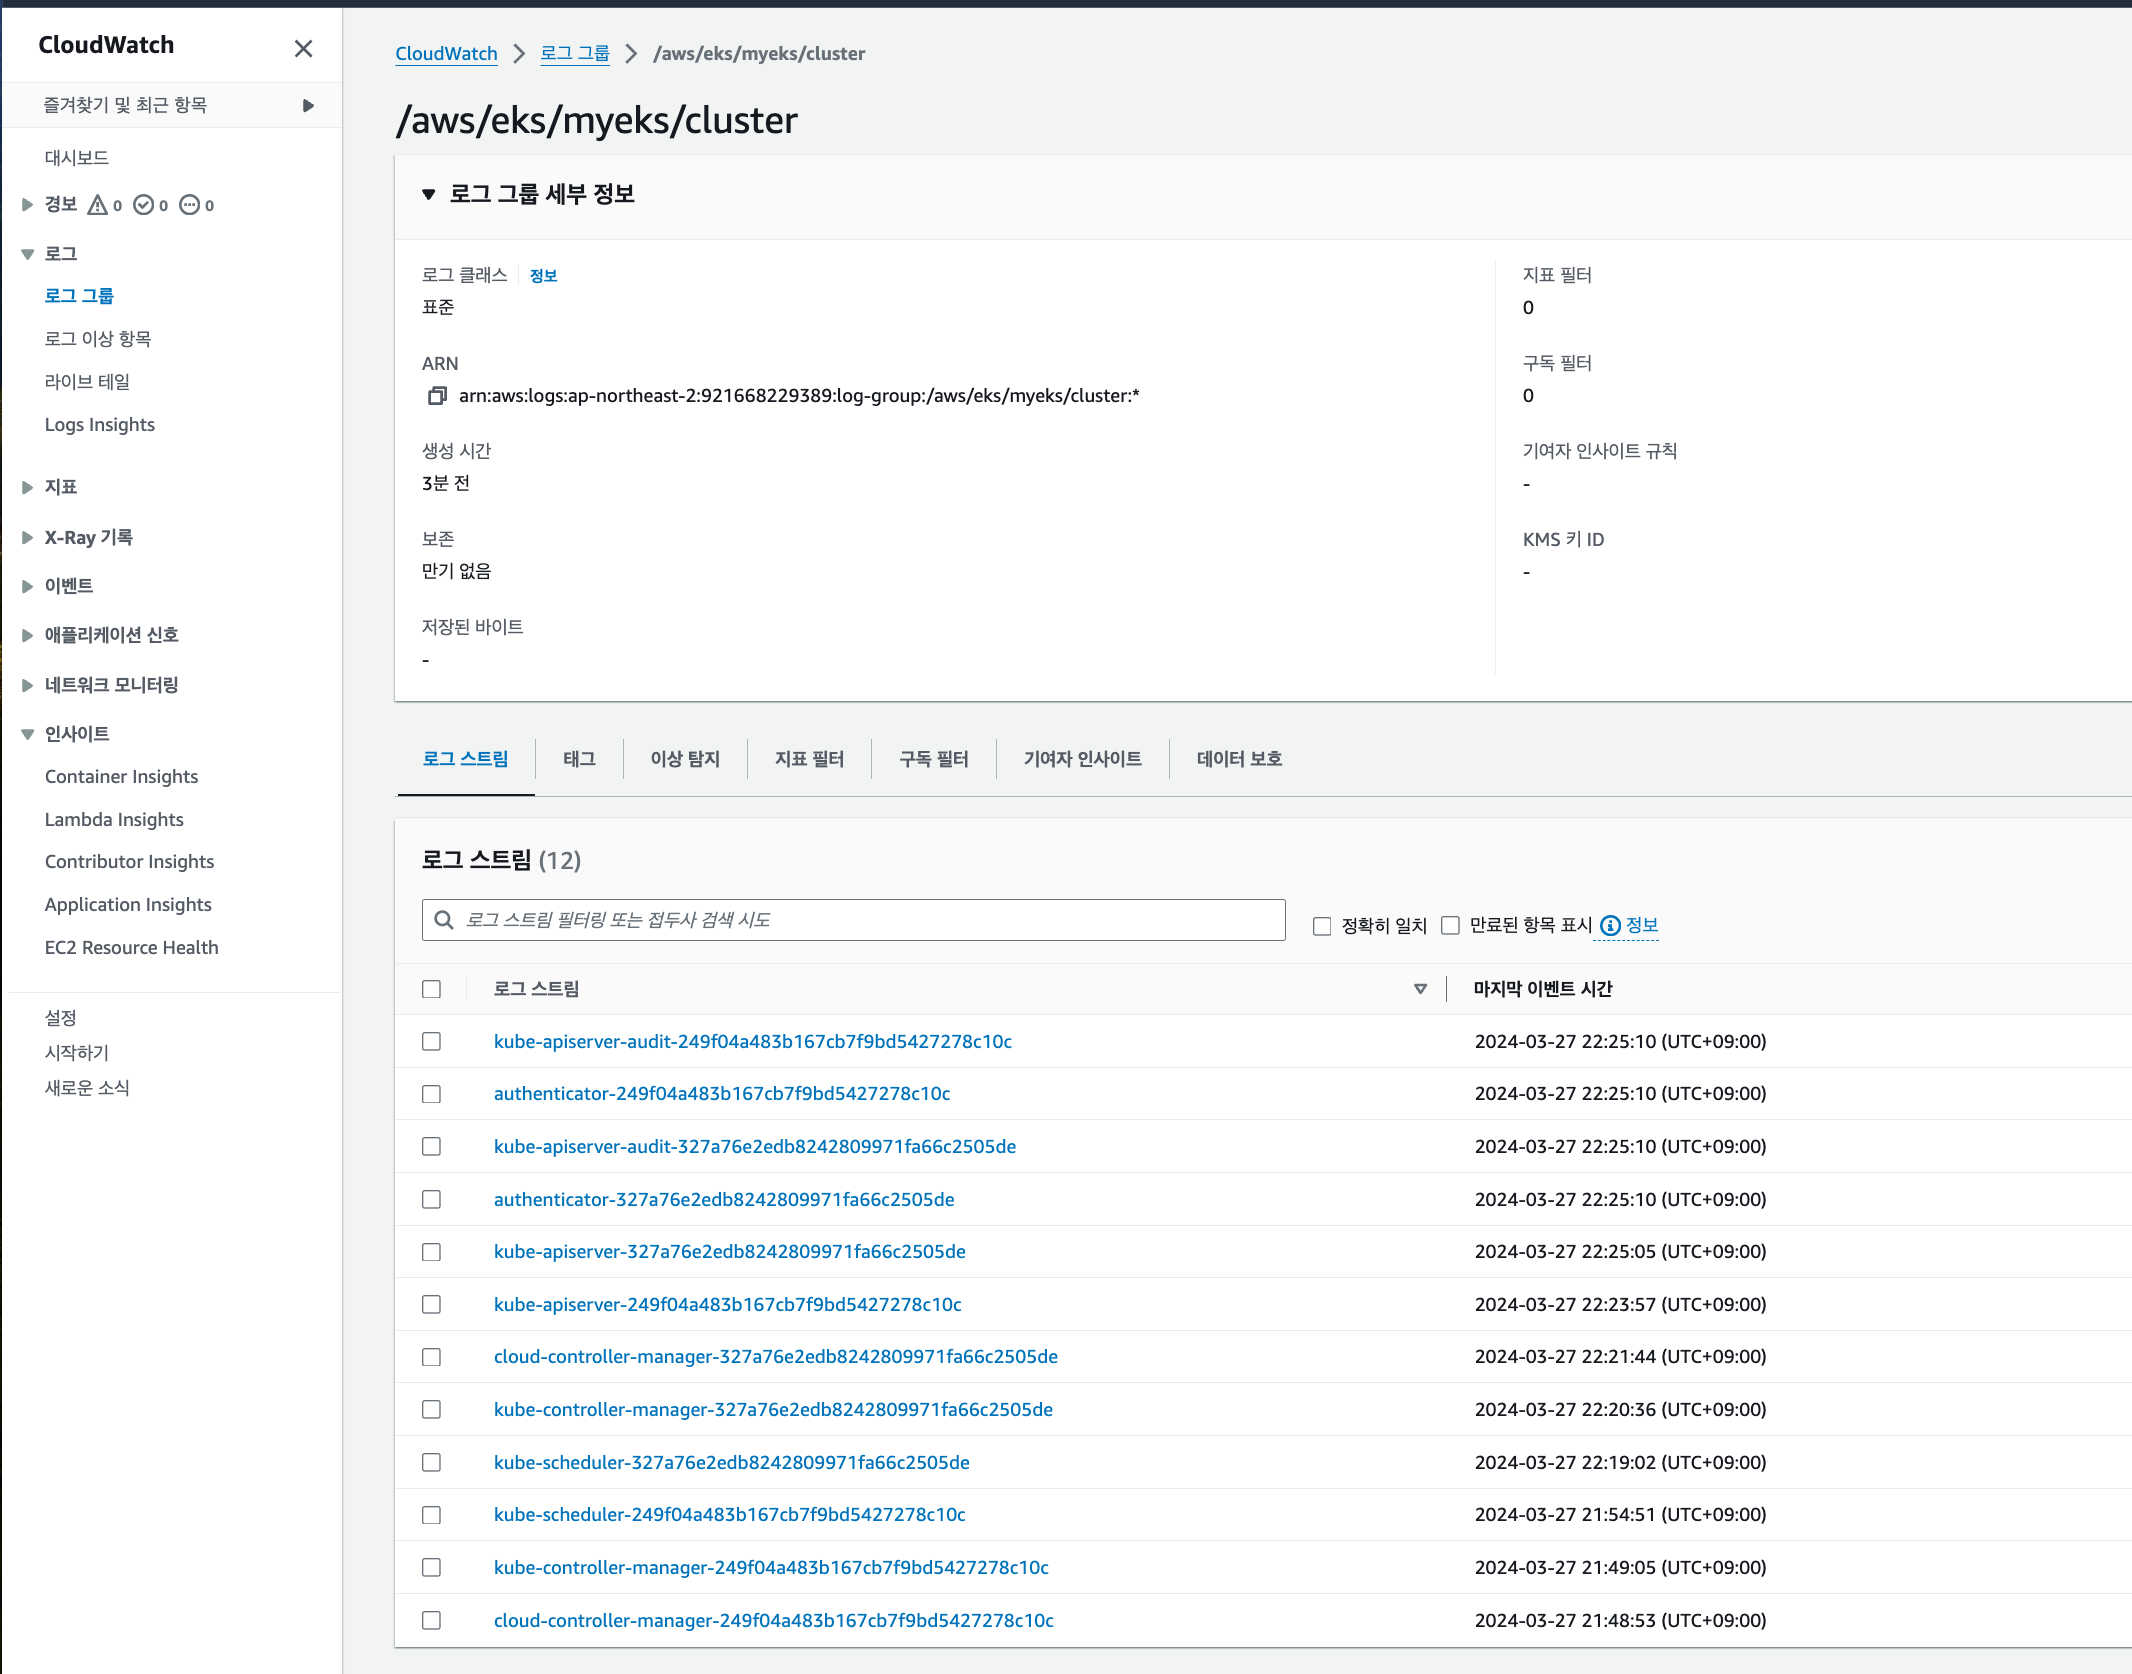 CloudWatch
즐겨찾기 및 최근 항목
대시보드
경보 0 0 0
로그
로그 그룹
로그 이상 항목
라이브 테일
Logs Insights
지표
X-Ray 기록
이벤트
애플리케이션 신호
네트워크 모니터링
인사이트
Container Insights
Lambda Insights
Contributor Insights
Application Insights
EC2 Resource Health
설정
시작하기
새로운 소식
CloudWatch > 로그 그룹 > /aws/eks/myeks/cluster
/aws/eks/myeks/cluster
로그 그룹 세부 정보
로그 클래스 정보
표준
ARN
arn:aws:logs:ap-northeast-2:921668229389:log-group:/aws/eks/myeks/cluster:*
생성 시간
3분 전
보존
만기 없음
저장된 바이트
-
지표 필터
0
구독 필터
0
기여자 인사이트 규칙
-
KMS 키 ID
-
로그 스트림 태그 이상 탐지 지표 필터 구독 필터 기여자 인사이트 데이터 보호
로그 스트림 (12)
로그 스트림 필터링 또는 접두사 검색 시도 정확히 일치 만료된 항목 표시 정보
로그 스트림 마지막 이벤트 시간
kube-apiserver-audit-249f04a483b167cb7f9bd5427278c10c 2024-03-27 22:25:10 (UTC+09:00)
authenticator-249f04a483b167cb7f9bd5427278c10c 2024-03-27 22:25:10 (UTC+09:00)
kube-apiserver-audit-327a76e2edb8242809971fa66c2505de 2024-03-27 22:25:10 (UTC+09:00)
authenticator-327a76e2edb8242809971fa66c2505de 2024-03-27 22:25:10 (UTC+09:00)
kube-apiserver-327a76e2edb8242809971fa66c2505de 2024-03-27 22:25:05 (UTC+09:00)
kube-apiserver-249f04a483b167cb7f9bd5427278c10c 2024-03-27 22:23:57 (UTC+09:00)
cloud-controller-manager-327a76e2edb8242809971fa66c2505de 2024-03-27 22:21:44 (UTC+09:00)
kube-controller-manager-327a76e2edb8242809971fa66c2505de 2024-03-27 22:20:36 (UTC+09:00)
kube-scheduler-327a76e2edb8242809971fa66c2505de 2024-03-27 22:19:02 (UTC+09:00)
kube-scheduler-249f04a483b167cb7f9bd5427278c10c 2024-03-27 21:54:51 (UTC+09:00)
kube-controller-manager-249f04a483b167cb7f9bd5427278c10c 2024-03-27 21:49:05 (UTC+09:00)
cloud-controller-manager-249f04a483b167cb7f9bd5427278c10c 2024-03-27 21:48:53 (UTC+09:00)